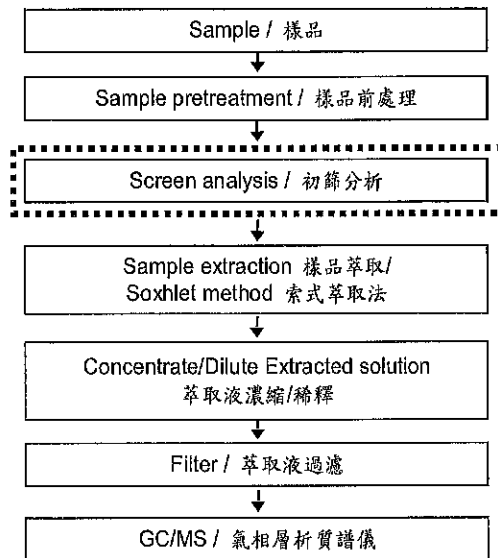 Sample / 樣品
Sample pretreatment / 樣品前處理
Screen analysis / 初篩分析
Sample extraction 樣品萃取/
Soxhlet method 索式萃取法
Concentrate/Dilute Extracted solution
萃取液濃縮/稀釋
Filter / 萃取液過濾
GC/MS / 氣相層析質譜儀